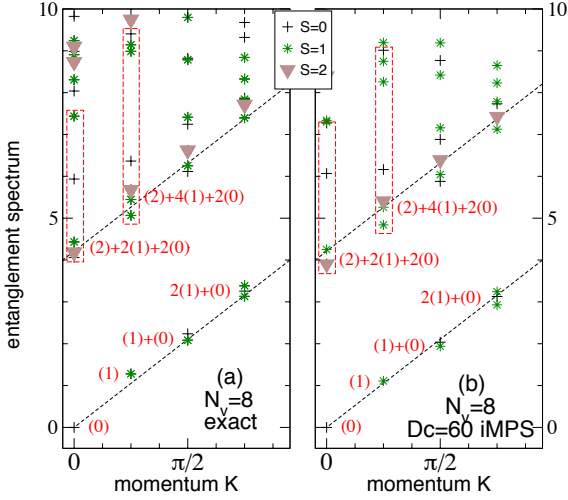 10
5
0
entanglement spectrum
(2)+4(1)+2(0)
(2)+2(1)+2(0)
2(1)+(0)
(1)+(0)
(1)
(0)
(a)
N_v=8
exact
0
π/2
momentum K
S=0
S=1
S=2
10
5
0
(2)+4(1)+2(0)
(2)+2(1)+2(0)
2(1)+(0)
(1)+(0)
(1)
(0)
(b)
N_v=8
Dc=60 iMPS
0
π/2
momentum K